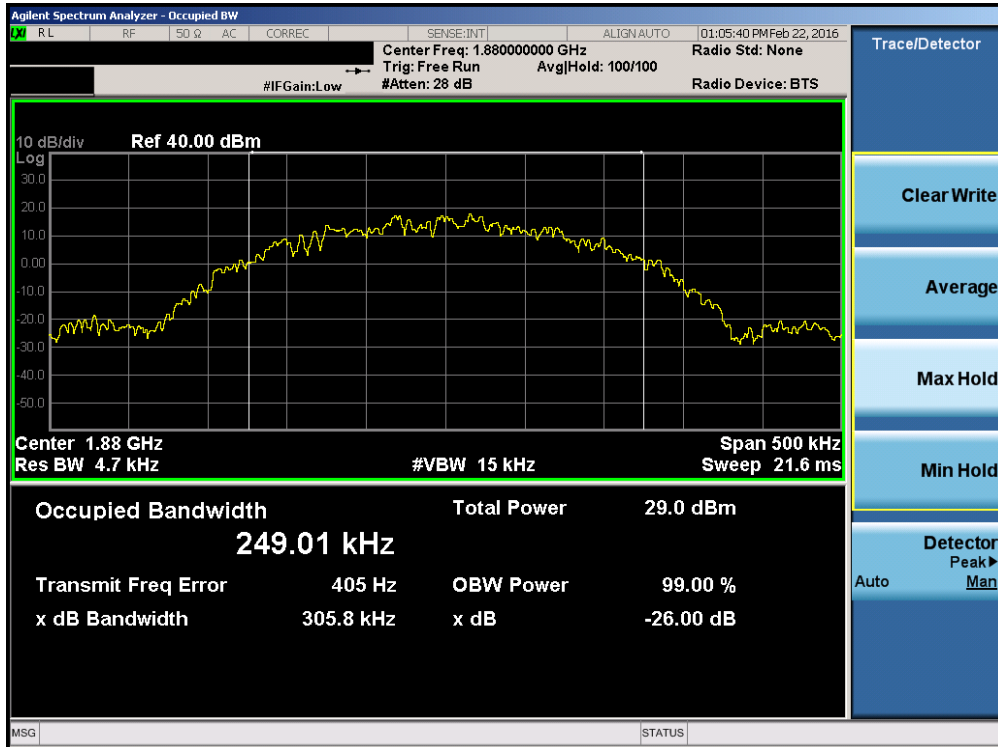 Agilent Spectrum Analyzer - Occupied BW
LXI RL RF 50 Ω AC CORREC SENSE:INT ALIGN AUTO 01:05:40 PM Feb 22, 2016
Center Freq: 1.880000000 GHz Radio Std: None
Trig: Free Run Avg|Hold: 100/100
#IFGain:Low #Atten: 28 dB Radio Device: BTS
10 dB/div Ref 40.00 dBm
Log
30.0
20.0
10.0
0.00
-10.0
-20.0
-30.0
-40.0
-50.0
Center 1.88 GHz Span 500 kHz
Res BW 4.7 kHz #VBW 15 kHz Sweep 21.6 ms
Occupied Bandwidth Total Power 29.0 dBm
249.01 kHz
Transmit Freq Error 405 Hz OBW Power 99.00 %
x dB Bandwidth 305.8 kHz x dB -26.00 dB
Trace/Detector
Clear Write
Average
Max Hold
Min Hold
Detector
Peak▶
Auto Man
MSG STATUS